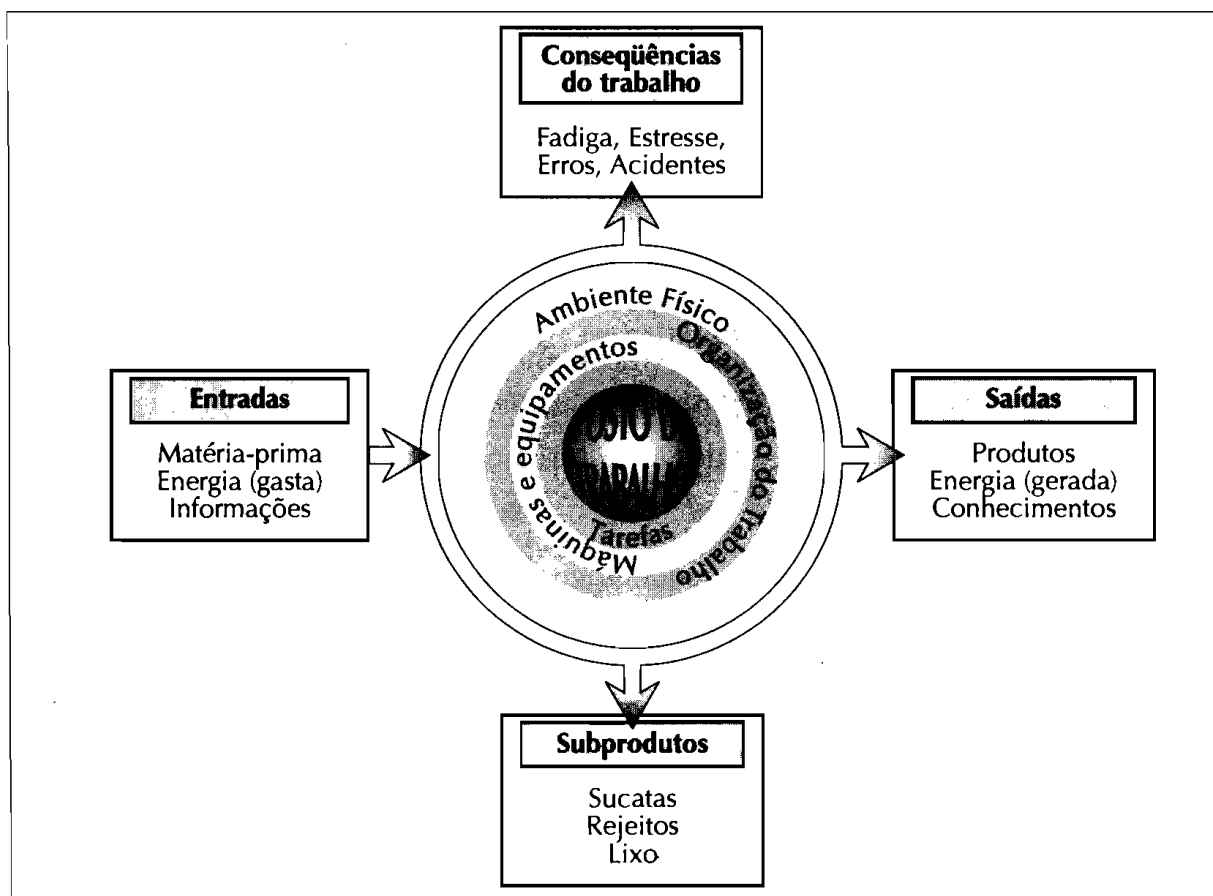 Conseqüências
do trabalho
Fadiga, Estresse,
Erros, Acidentes
Ambiente Físico
Organização do Trabalho
Máquinas e equipamentos
Tarefas
Entradas
Matéria-prima
Energia (gasta)
Informações
Saídas
Produtos
Energia (gerada)
Conhecimentos
Subprodutos
Sucatas
Rejeitos
Lixo